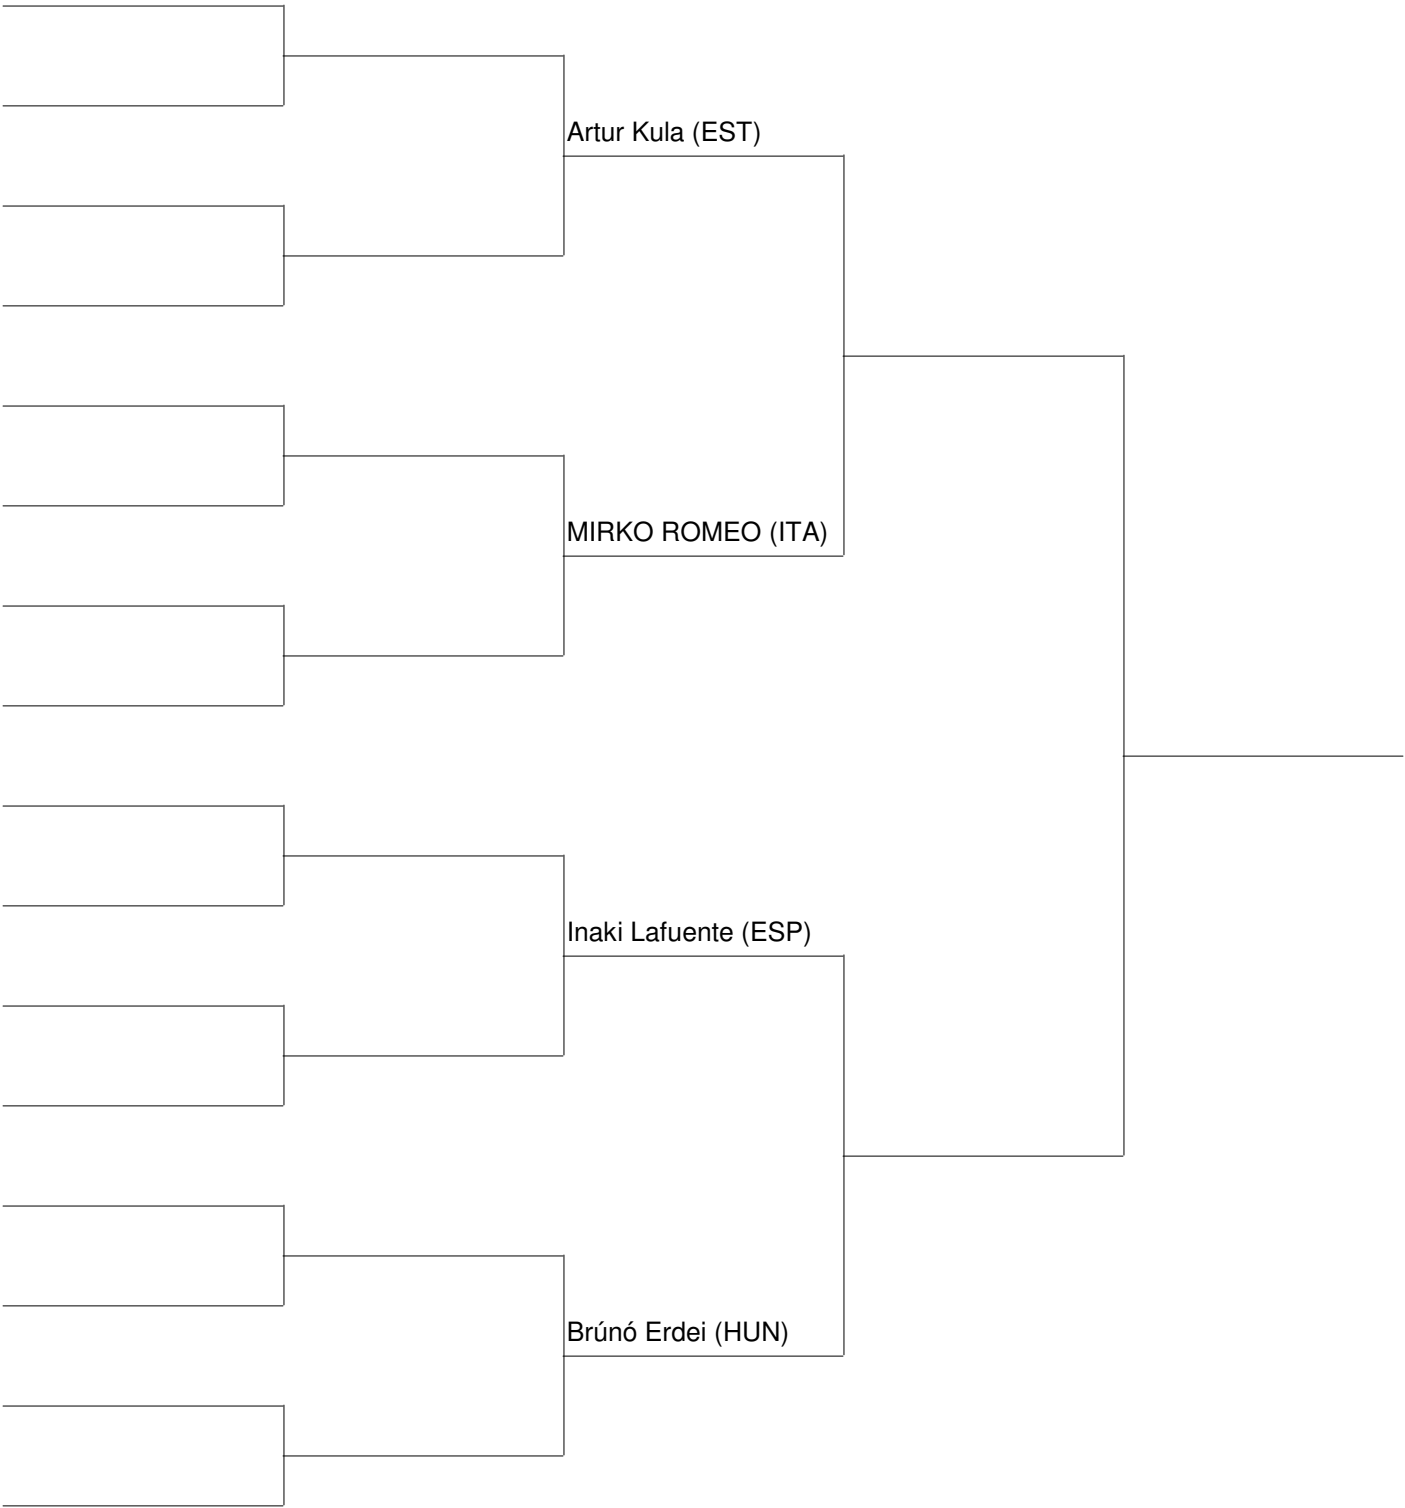 Artur Kula (EST)
MIRKO ROMEO (ITA)
Inaki Lafuente (ESP)
Brúnó Erdei (HUN)